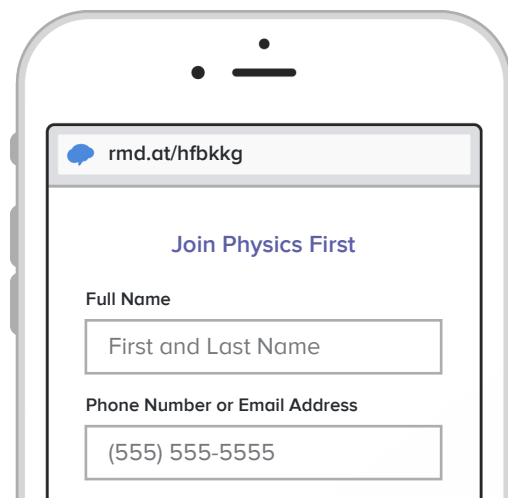 rmd.at/hfbkkg
Join Physics First
Full Name
First and Last Name
Phone Number or Email Address
(555) 555-5555